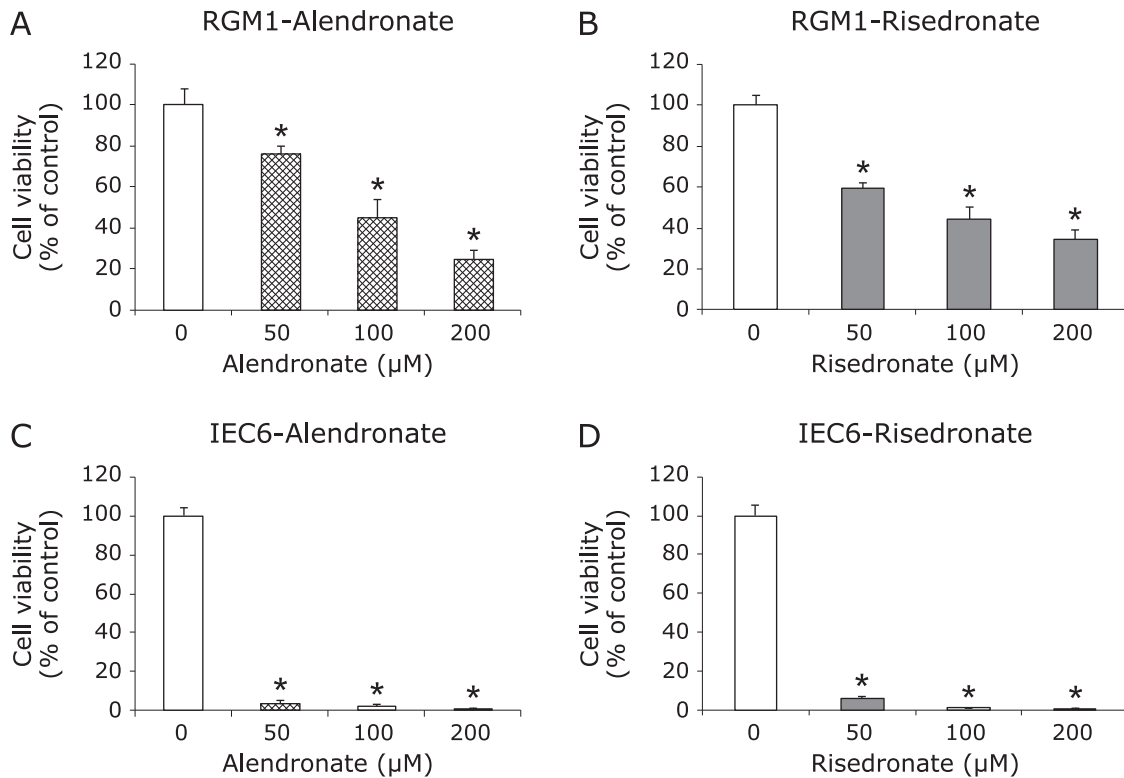 A
RGM1-Alendronate
Cell viability
(% of control)
120
100
80
60
40
20
0
*
*
*
0 50 100 200
Alendronate (µM)
B
RGM1-Risedronate
Cell viability
(% of control)
120
100
80
60
40
20
0
*
*
*
0 50 100 200
Risedronate (µM)
C
IEC6-Alendronate
Cell viability
(% of control)
120
100
80
60
40
20
0
* * *
0 50 100 200
Alendronate (µM)
D
IEC6-Risedronate
Cell viability
(% of control)
120
100
80
60
40
20
0
* * *
0 50 100 200
Risedronate (µM)